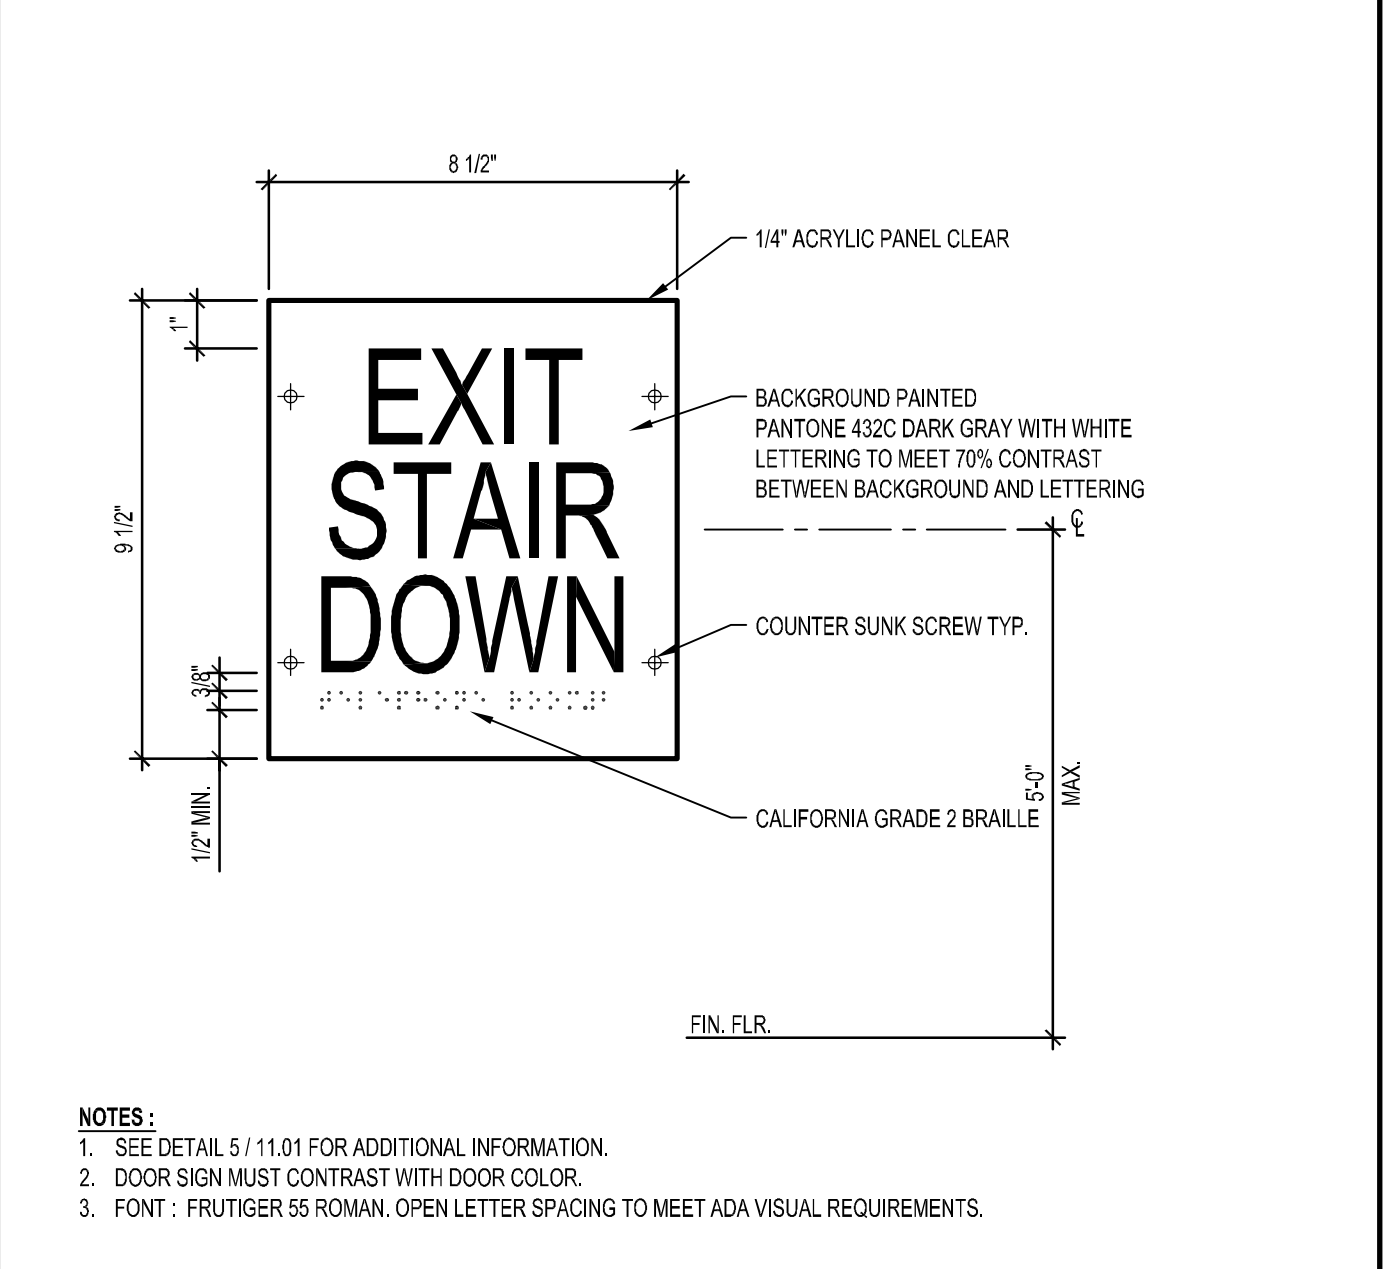 8 1/2"
1/4" ACRYLIC PANEL CLEAR
1"
EXIT
STAIR
DOWN
BACKGROUND PAINTED
PANTONE 432C DARK GRAY WITH WHITE
LETTERING TO MEET 70% CONTRAST
BETWEEN BACKGROUND AND LETTERING
9 1/2"
COUNTER SUNK SCREW TYP.
3/8"
1/2" MIN.
CALIFORNIA GRADE 2 BRAILLE
5'-0"
MAX.
FIN. FLR.
NOTES :
1. SEE DETAIL 5 / 11.01 FOR ADDITIONAL INFORMATION.
2. DOOR SIGN MUST CONTRAST WITH DOOR COLOR.
3. FONT : FRUTIGER 55 ROMAN. OPEN LETTER SPACING TO MEET ADA VISUAL REQUIREMENTS.